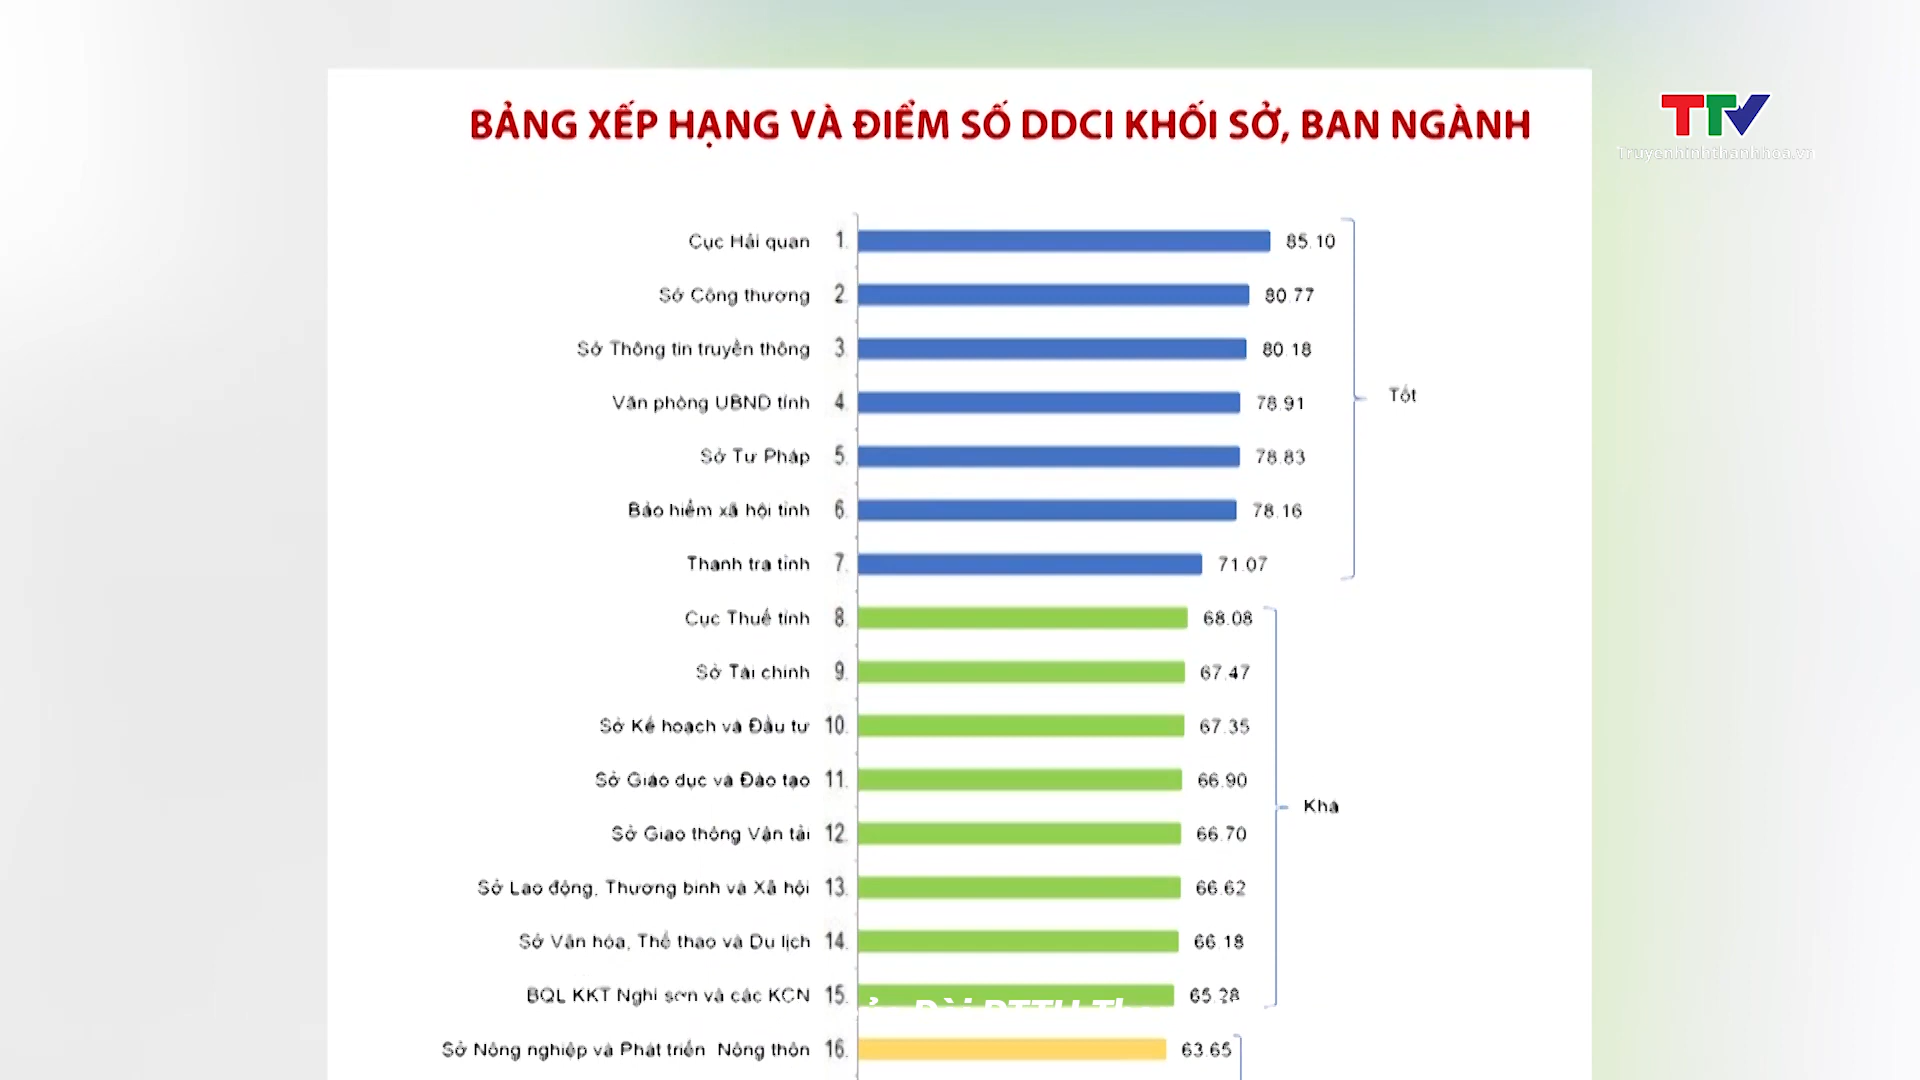 BẢNG XẾP HẠNG VÀ ĐIỂM SỐ DDCI KHỐI SỞ, BAN NGÀNH
TTV
Truyenhinhthanhhoa.vn
Cục Hải quan 1. 85.10
Sở Công thương 2. 80.77
Sở Thông tin truyền thông 3. 80.18
Văn phòng UBND tỉnh 4. 78.91
Tốt
Sở Tư Pháp 5. 78.83
Bảo hiểm xã hội tỉnh 6. 78.16
Thanh tra tỉnh 7. 71.07
Cục Thuế tỉnh 8. 68.08
Sở Tài chính 9. 67.47
Sở Kế hoạch và Đầu tư 10. 67.35
Sở Giáo dục và Đào tạo 11. 66.90
Khá
Sở Giao thông Vận tải 12. 66.70
Sở Lao động, Thương binh và Xã hội 13. 66.62
Sở Văn hóa, Thể thao và Du lịch 14. 66.18
BQL KKT Nghi sơn và các KCN 15. 65.28
Đài PTTH
Sở Nông nghiệp và Phát triển Nông thôn 16. 63.65